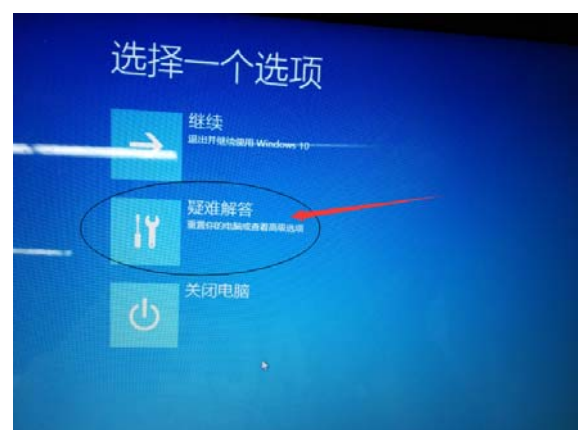 选择一个选项
继续
退出并继续使用 Windows 10
疑难解答
重置你的电脑或查看高级选项
关闭电脑